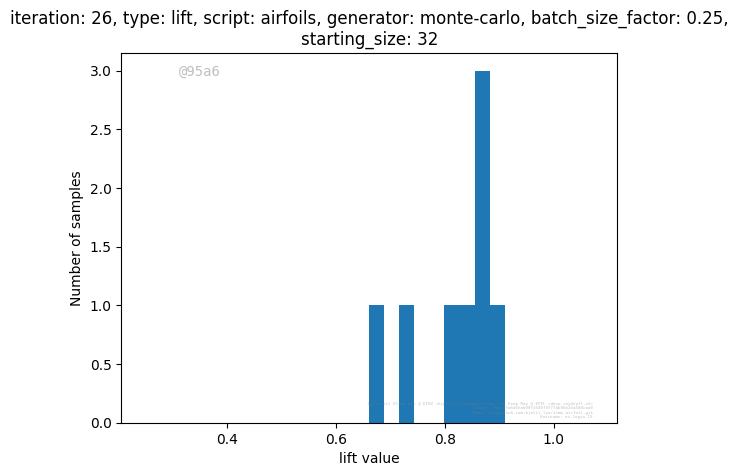 iteration: 26, type: lift, script: airfoils, generator: monte-carlo, batch_size_factor: 0.25,
starting_size: 32
@95a6
3.0
2.5
2.0
1.5
1.0
0.5
0.0
Number of samples
0.4 0.6 0.8 1.0
lift value